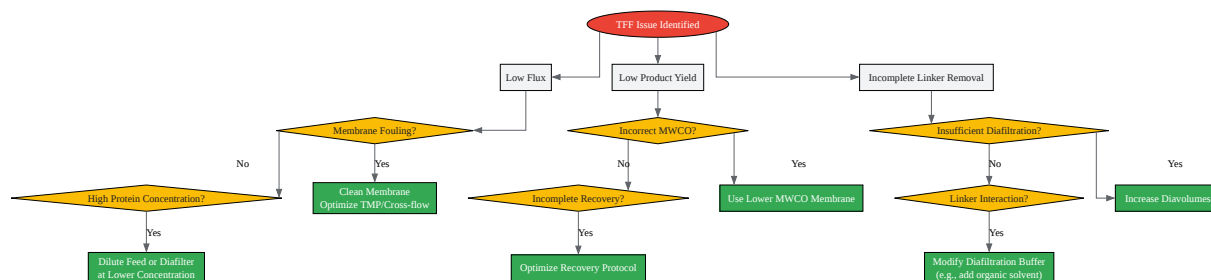 TFF Issue Identified
Low Flux
Low Product Yield
Incomplete Linker Removal
Membrane Fouling?
Incorrect MWCO?
Insufficient Diafiltration?
No
Yes
No
Yes
No
Yes
High Protein Concentration?
Clean Membrane
Optimize TMP/Cross-flow
Incomplete Recovery?
Use Lower MWCO Membrane
Linker Interaction?
Increase Diavolumes
Yes
Yes
Yes
Dilute Feed or Diafilter
at Lower Concentration
Optimize Recovery Protocol
Modify Diafiltration Buffer
(e.g., add organic solvent)